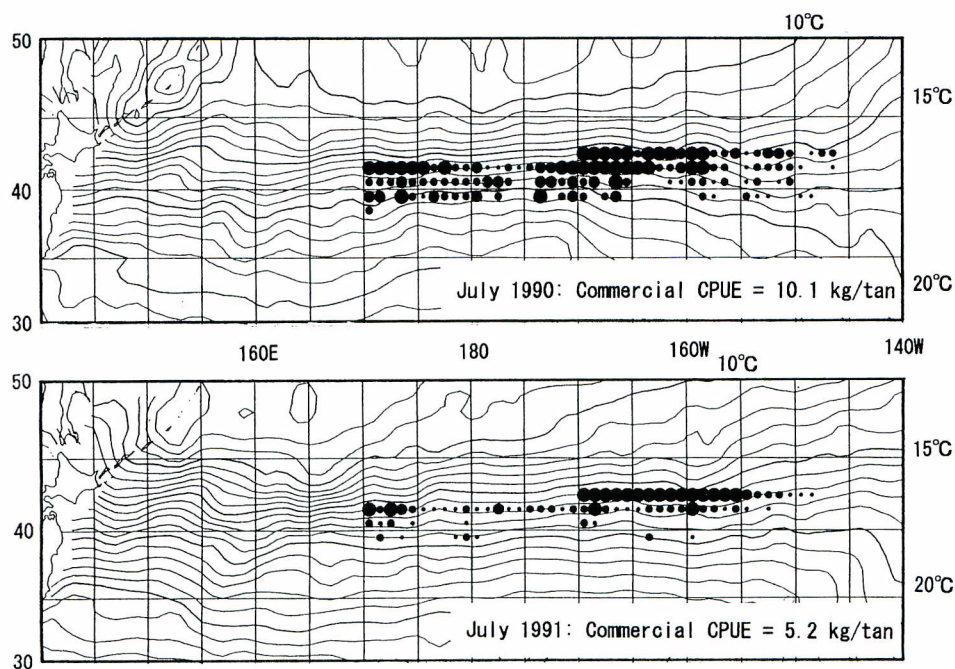 10℃
50
15℃
40
July 1990: Commercial CPUE = 10.1 kg/tan
20℃
30
160E
180
160W
140W
10℃
50
15℃
40
20℃
July 1991: Commercial CPUE = 5.2 kg/tan
30